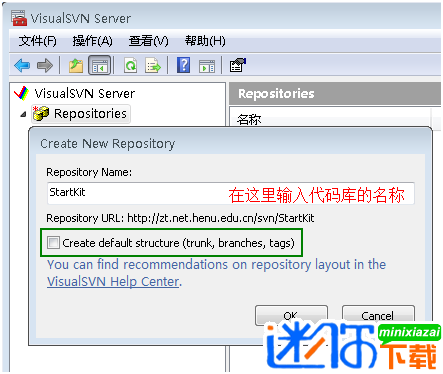 VisualSVN Server
文件(F) 操作(A) 查看(V) 帮助(H)
VisualSVN Server
Repositories
Repositories
名称
Create New Repository
Repository Name:
StartKit
在这里输入代码库的名称
Repository URL: http://zt.net.henu.edu.cn/svn/StartKit
Create default structure (trunk, branches, tags)
You can find recommendations on repository layout in the
VisualSVN Help Center.
OK Cancel
迷你下载
minixiazai